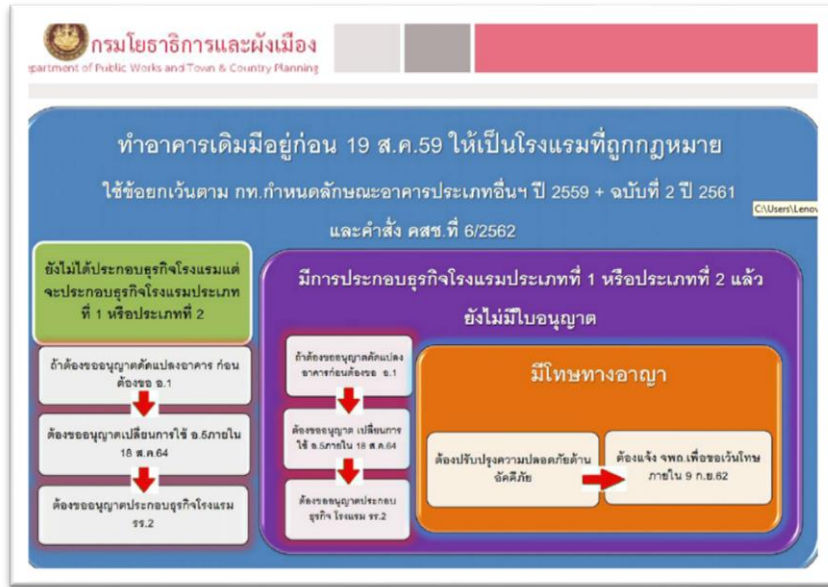 กรมโยธาธิการและผังเมือง
partment of Public Works and Town & Country Planning
ทำอาคารเดิมมีอยู่ก่อน 19 ส.ค.59 ให้เป็นโรงแรมที่ถูกกฎหมาย
ใช้ข้อยกเว้นตาม กท.กำหนดลักษณะอาคารประเภทอื่นฯ ปี 2559 + ฉบับที่ 2 ปี 2561
C:\Users\Lenov
และคำสั่ง คสช.ที่ 6/2562
ยังไม่ได้ประกอบธุรกิจโรงแรมแต่
จะประกอบธุรกิจโรงแรมประเภท
ที่ 1 หรือประเภทที่ 2
ถ้าต้องขออนุญาตดัดแปลงอาคาร ก่อน
ต้องขอ อ.1
ต้องขออนุญาตเปลี่ยนการใช้ อ.5ภายใน
18 ส.ค.64
ต้องขออนุญาตประกอบธุรกิจโรงแรม
รร.2
มีการประกอบธุรกิจโรงแรมประเภทที่ 1 หรือประเภทที่ 2 แล้ว
ยังไม่มีใบอนุญาต
ถ้าต้องขออนุญาตดัดแปลง
อาคารก่อนต้องขอ อ.1
ต้องขออนุญาต เปลี่ยนการ
ใช้ อ.5ภายใน 18 ส.ค.64
ต้องขออนุญาตประกอบ
ธุรกิจ โรงแรม รร.2
มีโทษทางอาญา
ต้องปรับปรุงความปลอดภัยด้าน
อัคคีภัย
ต้องแจ้ง จพถ.เพื่อขอเว้นโทษ
ภายใน 9 ก.ย.62